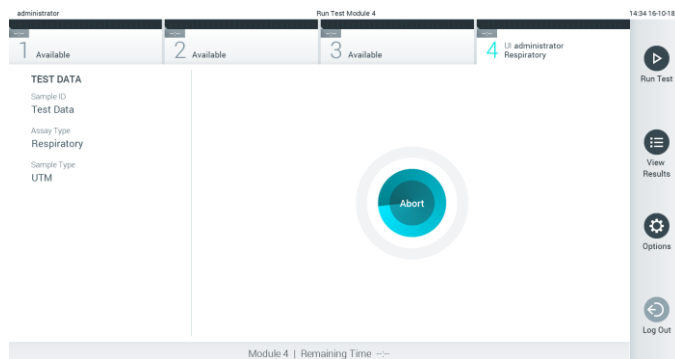 administrator
Run Test Module 4
14:34 16-10-18
--:--
1 Available
--:--
2 Available
--:--
3 Available
--:--
4 UI administrator
Respiratory
TEST DATA
Sample ID
Test Data
Assay Type
Respiratory
Sample Type
UTM
Abort
Run Test
View
Results
Options
Log Out
Module 4 | Remaining Time --:--